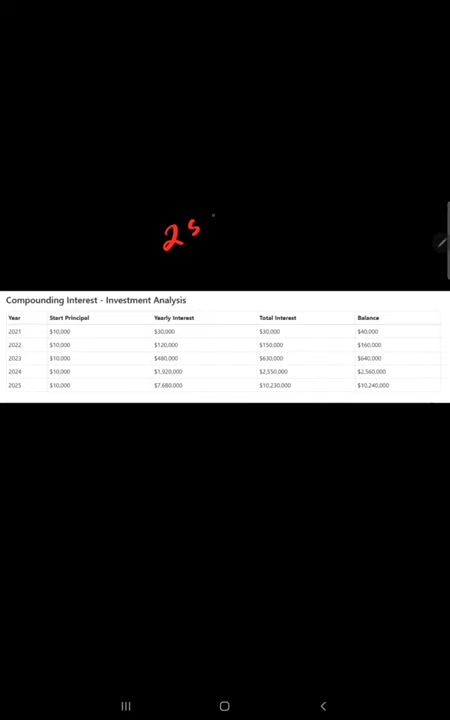 2⁵
Compounding Interest - Investment Analysis
Year Start Principal Yearly Interest Total Interest Balance
2021 $10,000 $30,000 $30,000 $40,000
2022 $10,000 $120,000 $150,000 $160,000
2023 $10,000 $480,000 $630,000 $640,000
2024 $10,000 $1,920,000 $2,550,000 $2,560,000
2025 $10,000 $7,680,000 $10,230,000 $10,240,000